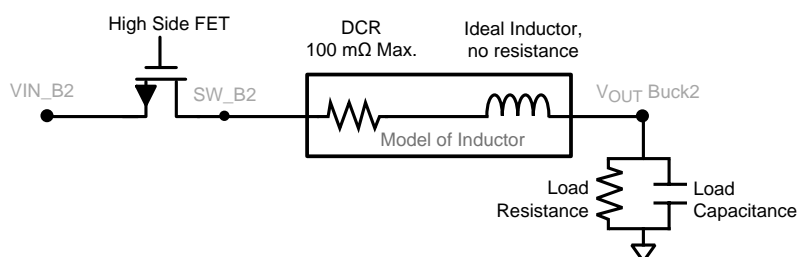 High Side FET
DCR
100 mΩ Max.
Ideal Inductor,
no resistance
VIN_B2
SW_B2
VOUT Buck2
Model of Inductor
Load
Resistance
Load
Capacitance